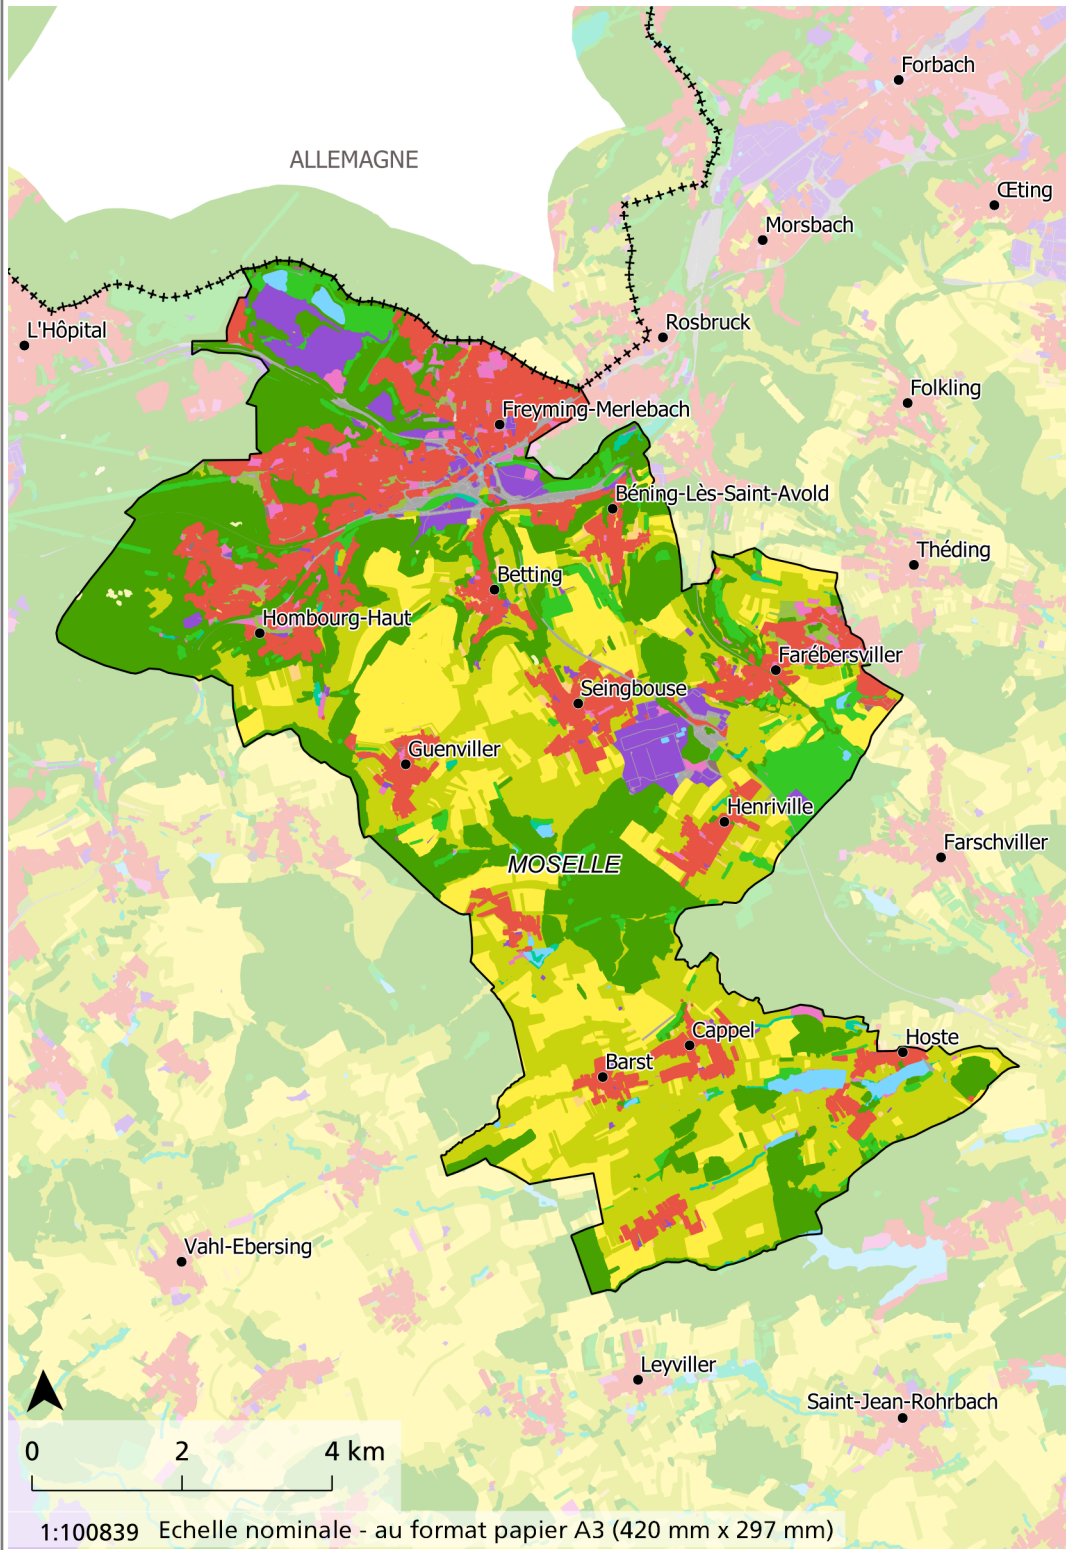 Forbach
ALLEMAGNE
Œting
Morsbach
L'Hôpital
Rosbruck
Folkling
Freyming-Merlebach
Béning-Lès-Saint-Avold
Théding
Betting
Hombourg-Haut
Farébersviller
Seingbouse
Guenviller
Henriville
Farschviller
MOSELLE
Cappel
Hoste
Barst
Vahl-Ebersing
Leyviller
Saint-Jean-Rohrbach
0 2 4 km
1:100839 Echelle nominale - au format papier A3 (420 mm x 297 mm)